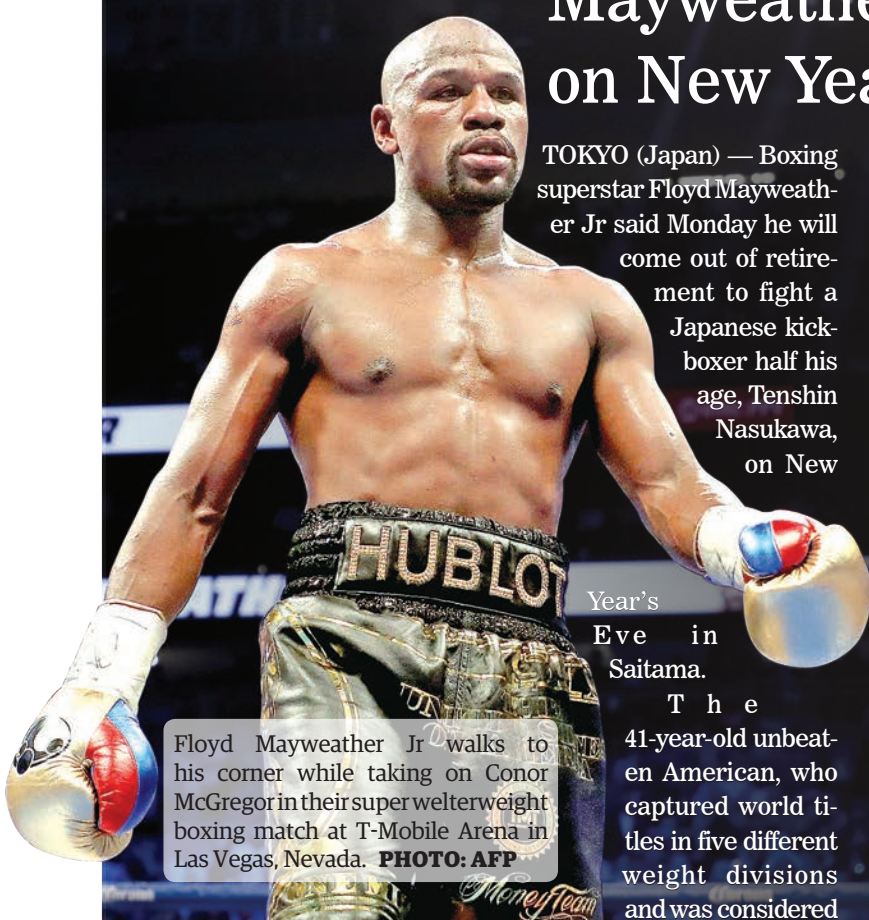 Mayweathe
on New Yea
TOKYO (Japan) — Boxing
superstar Floyd Mayweath-
er Jr said Monday he will
come out of retire-
ment to fight a
Japanese kick-
boxer half his
age, Tenshin
Nasukawa,
on New
Year's
Eve in
Saitama.
The
41-year-old unbeat-
en American, who
captured world ti-
tles in five different
weight divisions
and was considered
HUBLOT
Floyd Mayweather Jr walks to
his corner while taking on Conor
McGregor in their super welterweight
boxing match at T-Mobile Arena in
Las Vegas, Nevada. PHOTO: AFP
MoneyTeam